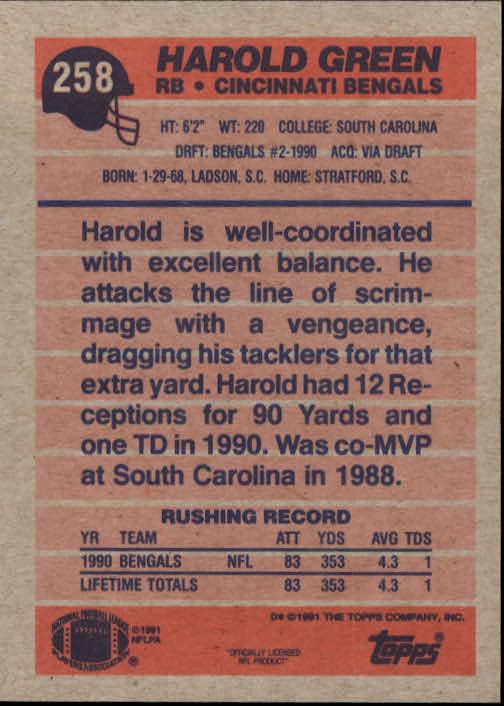 258
HAROLD GREEN
RB • CINCINNATI BENGALS
HT: 6'2" WT: 220 COLLEGE: SOUTH CAROLINA
DRFT: BENGALS #2-1990 ACQ: VIA DRAFT
BORN: 1-29-68, LADSON, S.C. HOME: STRATFORD, S.C.
Harold is well-coordinated
with excellent balance. He
attacks the line of scrim-
mage with a vengeance,
dragging his tacklers for that
extra yard. Harold had 12 Re-
ceptions for 90 Yards and
one TD in 1990. Was co-MVP
at South Carolina in 1988.
RUSHING RECORD
YR TEAM ATT YDS AVG TDS
1990 BENGALS NFL 83 353 4.3 1
LIFETIME TOTALS 83 353 4.3 1
NATIONAL FOOTBALL LEAGUE
PLAYERS ASSOCIATION
®
©1991
NFLPA
D* ©1991 THE TOPPS COMPANY, INC.
"OFFICIALLY LICENSED
NFL PRODUCT"
TOPPS®